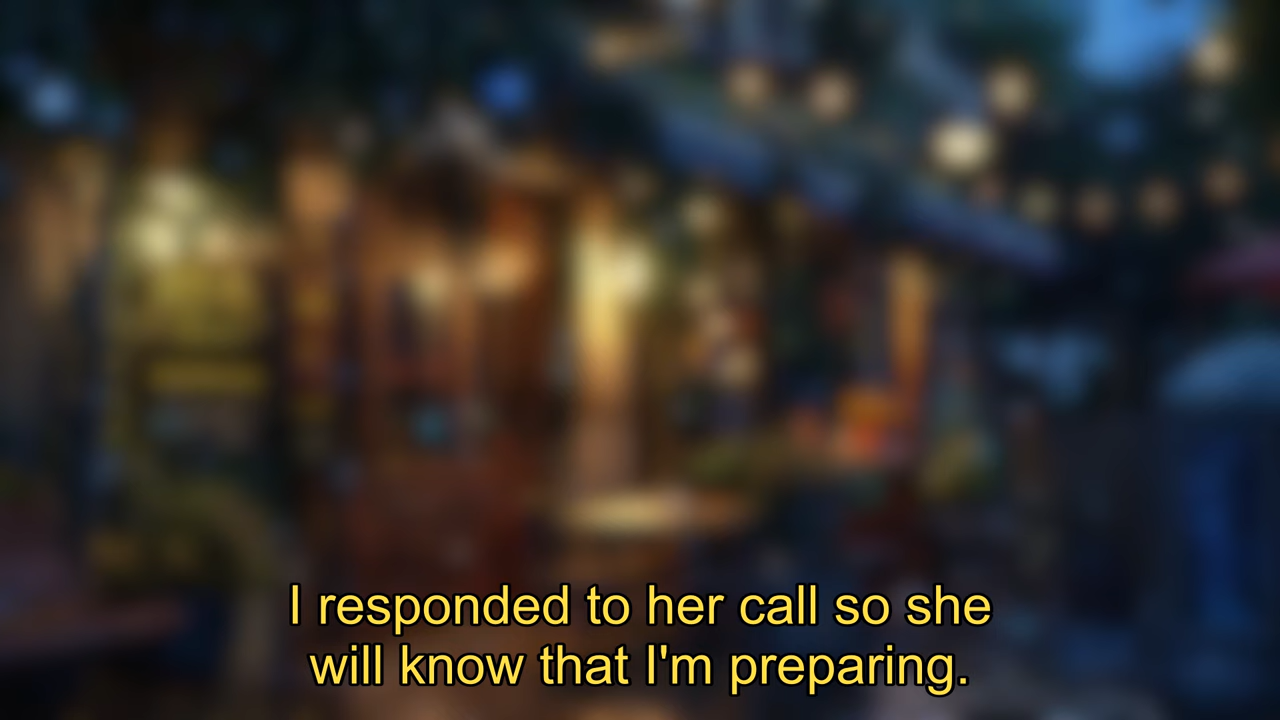 I responded to her call so she
will know that I'm preparing.